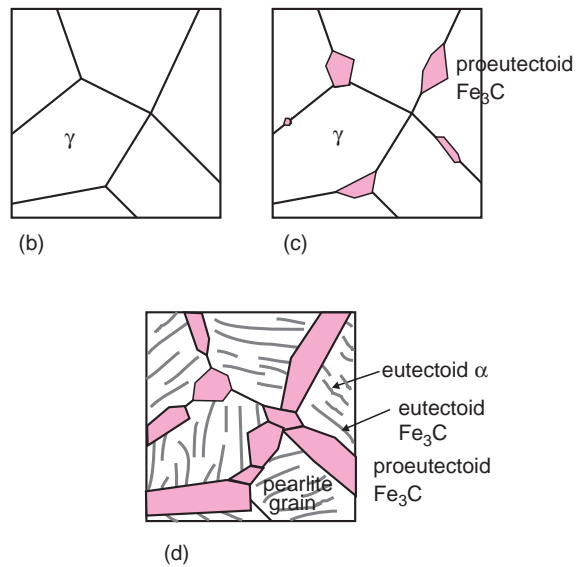 γ
γ
proeutectoid
Fe₃C
(b)
(c)
eutectoid α
eutectoid
Fe₃C
proeutectoid
Fe₃C
pearlite
grain
(d)